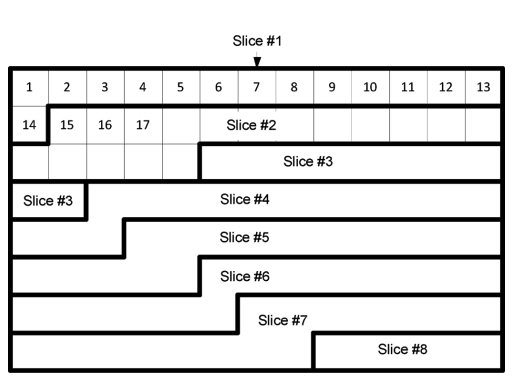 Slice #1
1 2 3 4 5 6 7 8 9 10 11 12 13
14 15 16 17 Slice #2
Slice #3
Slice #3 Slice #4
Slice #5
Slice #6
Slice #7
Slice #8